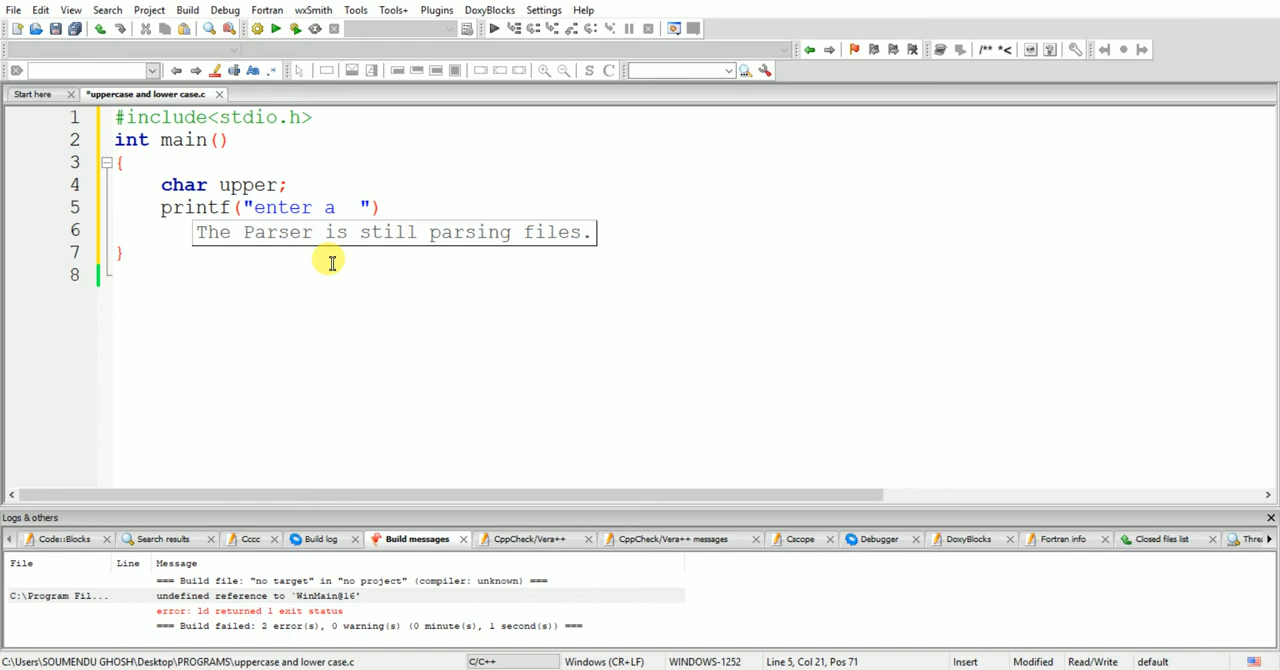 File Edit View Search Project Build Debug Fortran wxSmith Tools Tools+ Plugins DoxyBlocks Settings Help
/** *<
S C
Start here *uppercase and lower case.c
1 #include<stdio.h>
2 int main()
3 {
4 char upper;
5 printf("enter a ")
6 The Parser is still parsing files.
7 }
8
Logs & others
Code::Blocks Search results Cccc Build log Build messages CppCheck/Vera++ CppCheck/Vera++ messages Cscope Debugger DoxyBlocks Fortran info Closed files list Threa
File Line Message
=== Build file: "no target" in "no project" (compiler: unknown) ===
C:\Program Fil... undefined reference to `WinMain@16'
error: ld returned 1 exit status
=== Build failed: 2 error(s), 0 warning(s) (0 minute(s), 1 second(s)) ===
C:\Users\SOUMENDU GHOSH\Desktop\PROGRAMS\uppercase and lower case.c C/C++ Windows (CR+LF) WINDOWS-1252 Line 5, Col 21, Pos 71 Insert Modified Read/Write default